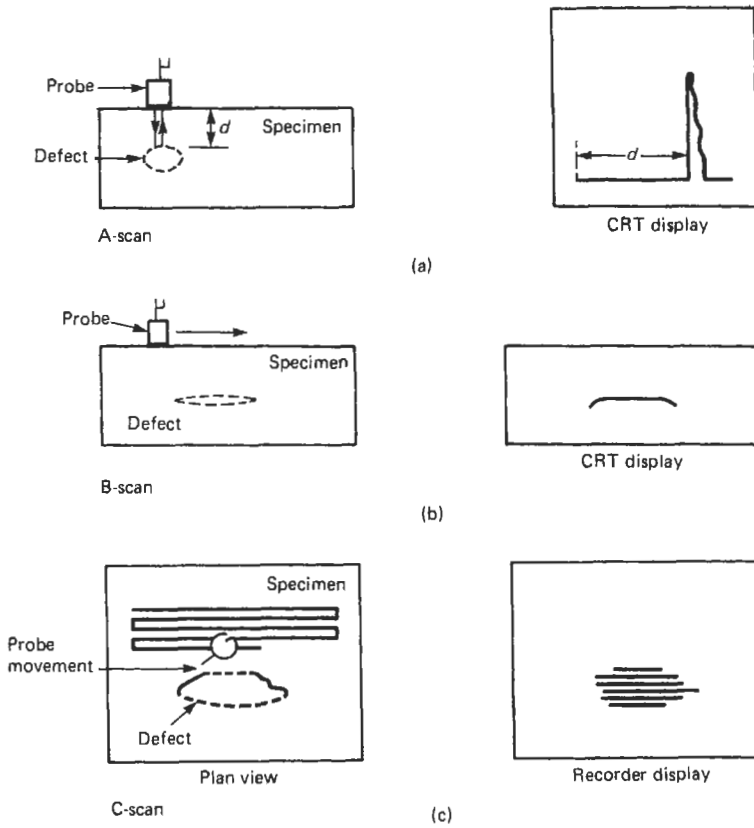 Probe
d
Specimen
Defect
d
A-scan
CRT display
(a)
Probe
Specimen
Defect
B-scan
CRT display
(b)
Specimen
Probe
movement
Defect
Plan view
Recorder display
C-scan
(c)